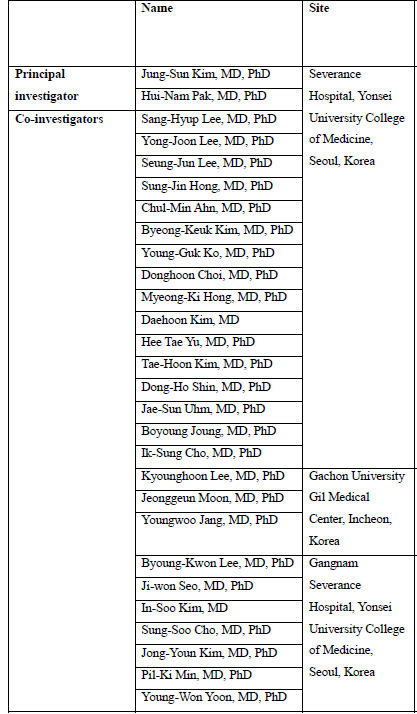 Name Site
Principal investigator
Jung-Sun Kim, MD, PhD
Hui-Nam Pak, MD, PhD
Severance
Hospital, Yonsei
University College
of Medicine,
Seoul, Korea
Co-investigators
Sang-Hyup Lee, MD, PhD
Yong-Joon Lee, MD, PhD
Seung-Jun Lee, MD, PhD
Sung-Jin Hong, MD, PhD
Chul-Min Ahn, MD, PhD
Byeong-Keuk Kim, MD, PhD
Young-Guk Ko, MD, PhD
Donghoon Choi, MD, PhD
Myeong-Ki Hong, MD, PhD
Daehoon Kim, MD
Hee Tae Yu, MD, PhD
Tae-Hoon Kim, MD, PhD
Dong-Ho Shin, MD, PhD
Jae-Sun Uhm, MD, PhD
Boyoung Joung, MD, PhD
Ik-Sung Cho, MD, PhD
Kyounghoon Lee, MD, PhD
Jeonggeun Moon, MD, PhD
Youngwoo Jang, MD, PhD
Gachon University
Gil Medical
Center, Incheon,
Korea
Byoung-Kwon Lee, MD, PhD
Ji-won Seo, MD, PhD
In-Soo Kim, MD
Sung-Soo Cho, MD, PhD
Jong-Youn Kim, MD, PhD
Pil-Ki Min, MD, PhD
Young-Won Yoon, MD, PhD
Gangnam
Severance
Hospital, Yonsei
University College
of Medicine,
Seoul, Korea